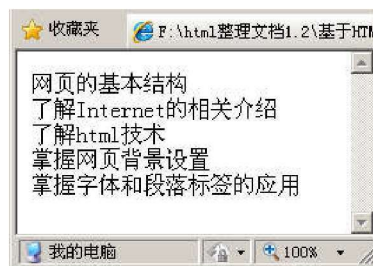 收藏夹
F:\html整理文档1.2\基于HTM
网页的基本结构
了解Internet的相关介绍
了解html技术
掌握网页背景设置
掌握字体和段落标签的应用
我的电脑
100%